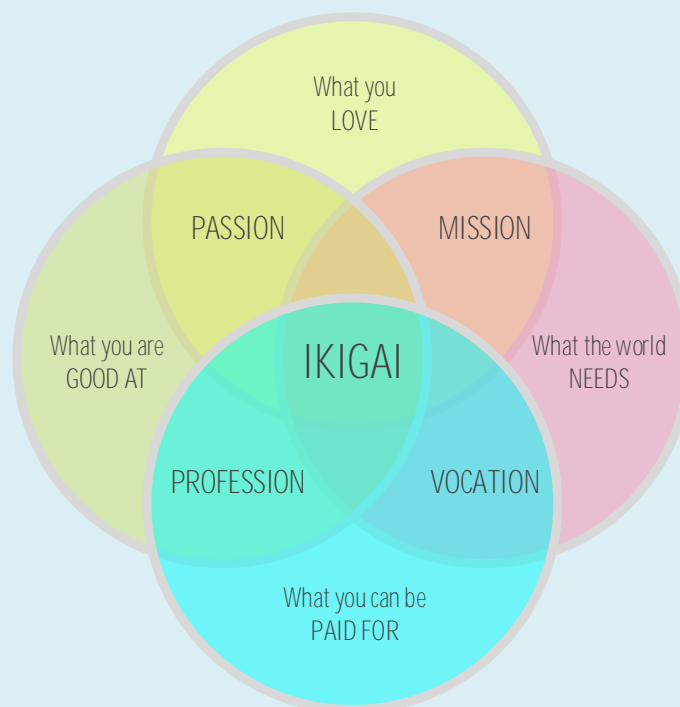 What you
LOVE
PASSION
MISSION
What you are
GOOD AT
IKIGAI
What the world
NEEDS
PROFESSION
VOCATION
What you can be
PAID FOR